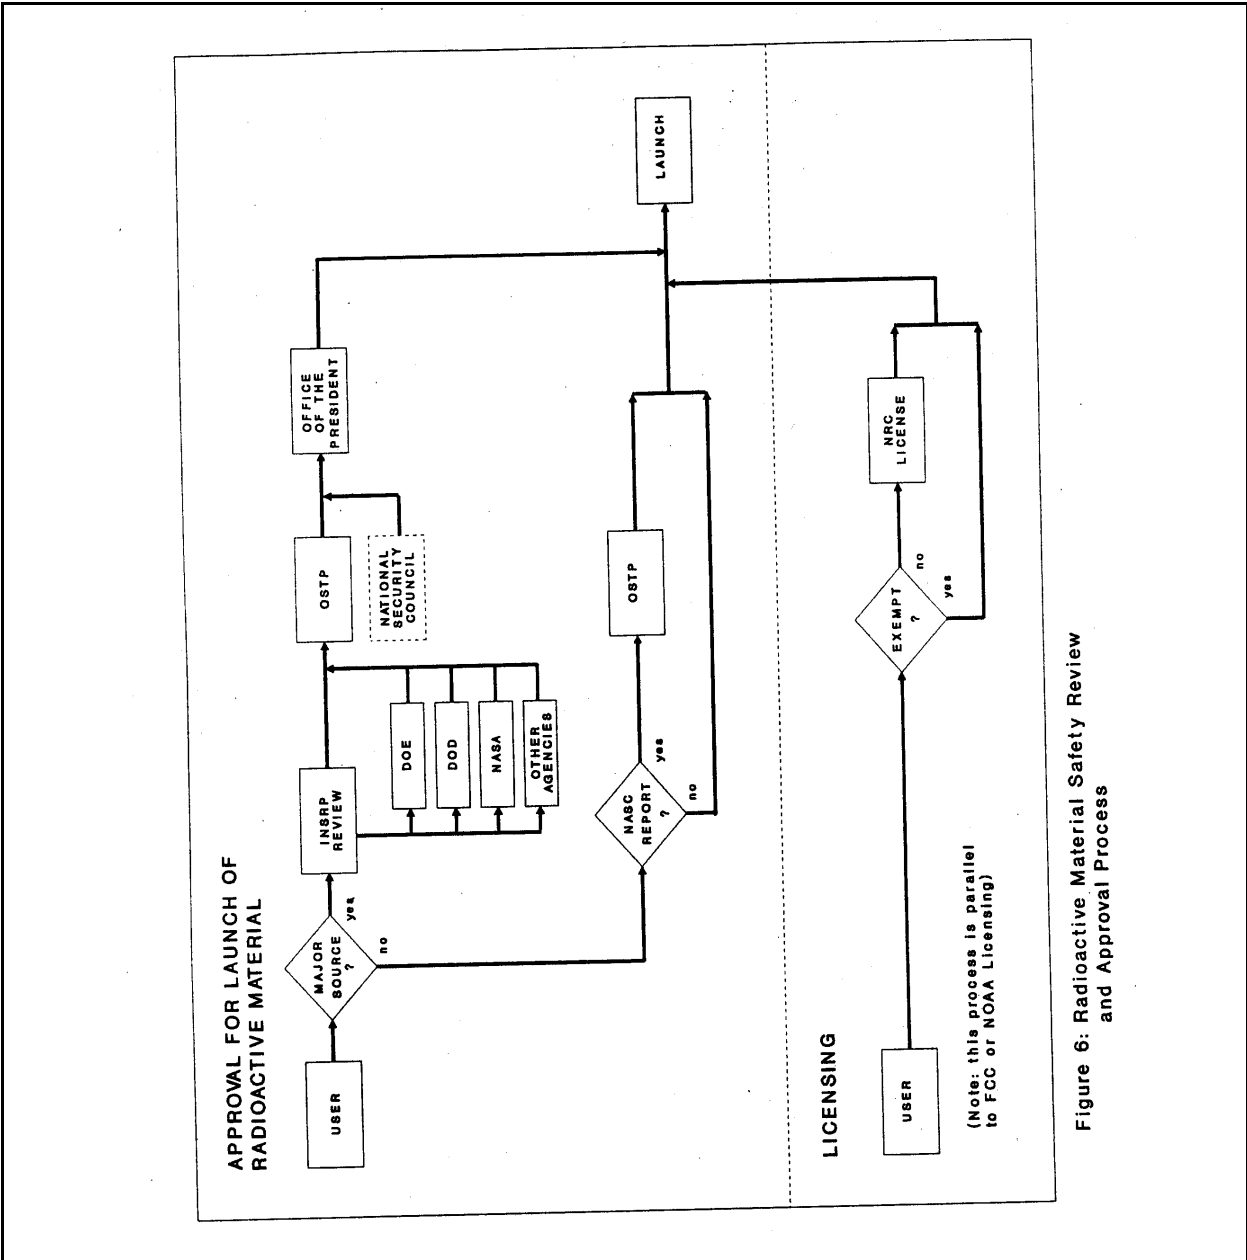 APPROVAL FOR LAUNCH OF
RADIOACTIVE MATERIAL
USER
MAJOR
SOURCE
?
yes
no
INSRP
REVIEW
DOE
DOD
NASA
OTHER
AGENCIES
OSTP
NATIONAL
SECURITY
COUNCIL
OFFICE
OF THE
PRESIDENT
NASC
REPORT
?
yes
no
OSTP
LAUNCH
LICENSING
USER
EXEMPT
?
no
yes
NRC
LICENSE
(Note: this process is parallel
to FCC or NOAA Licensing)
Figure 6: Radioactive Material Safety Review
and Approval Process